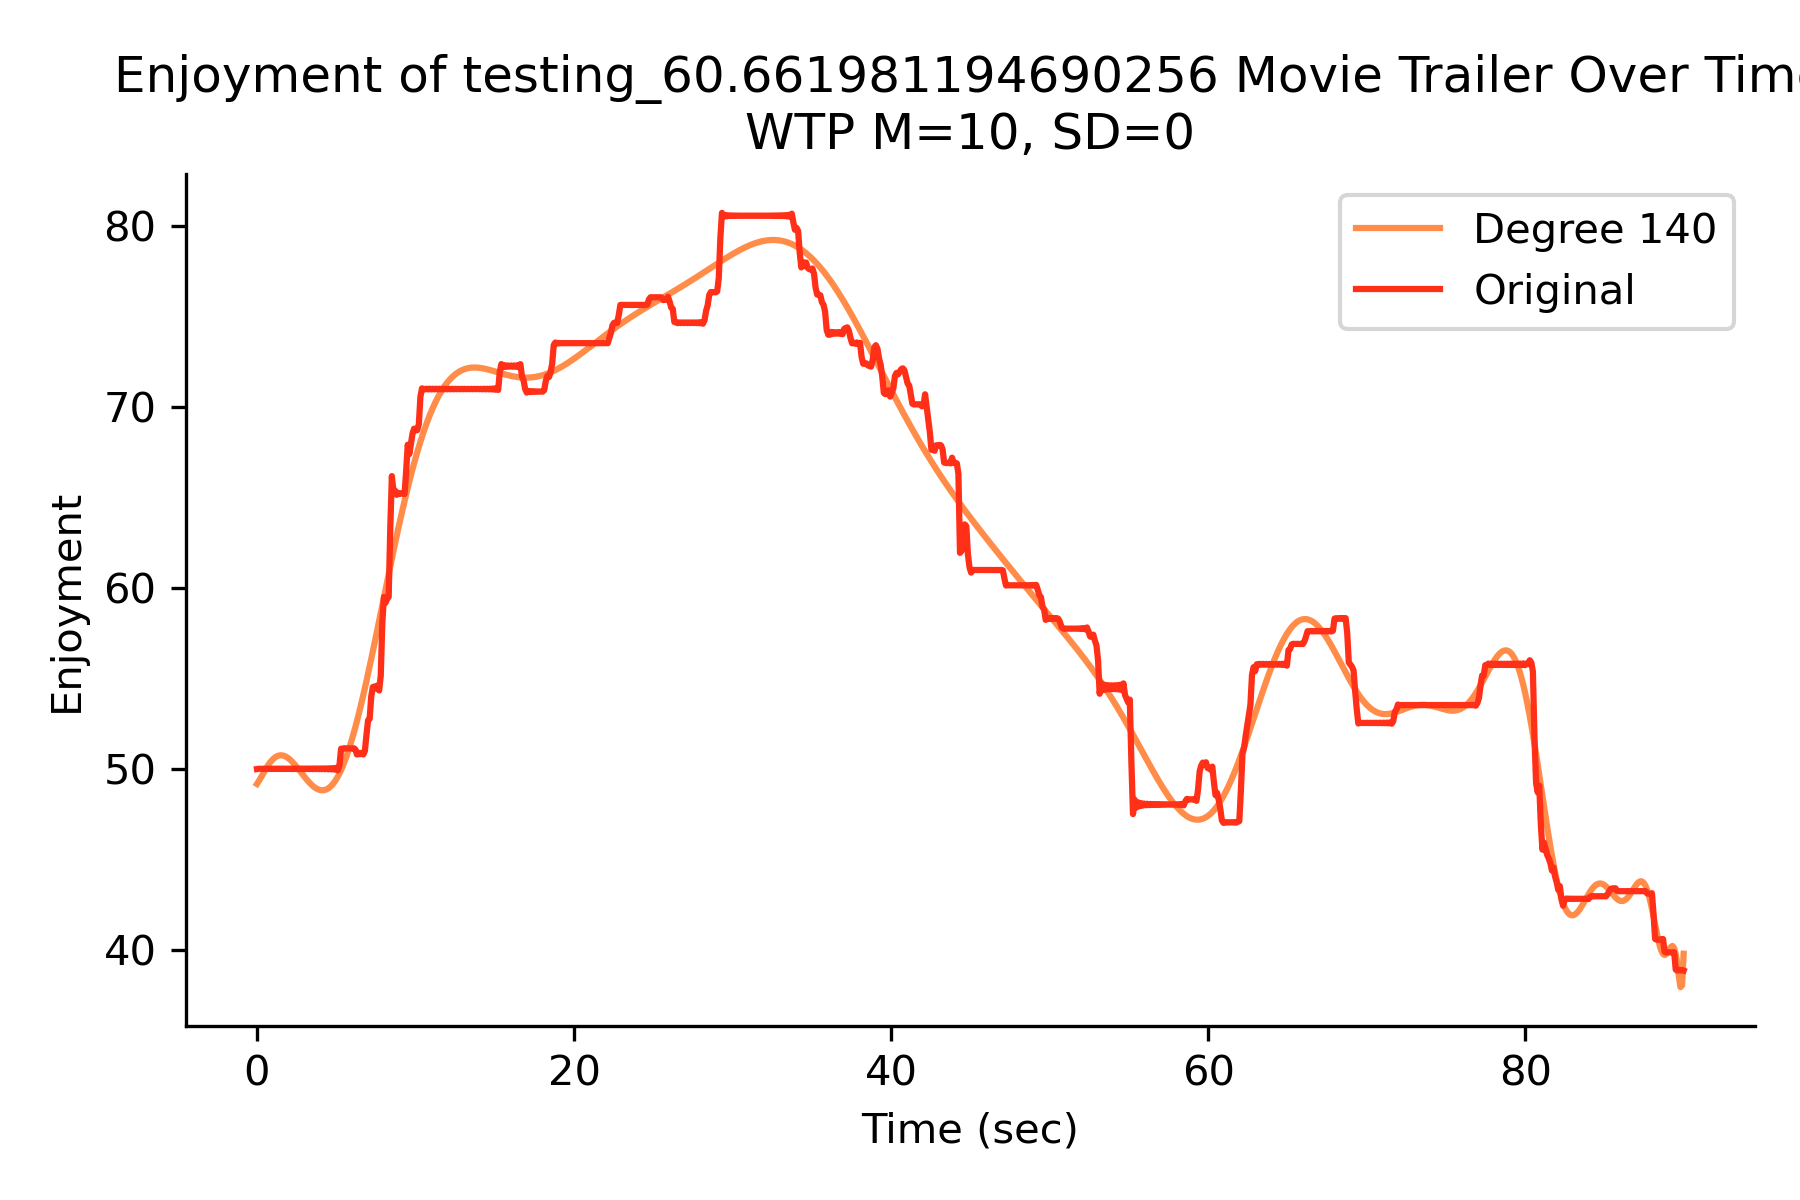 Enjoyment of testing_60.661981194690256 Movie Trailer Over Tim
WTP M=10, SD=0
Degree 140
Original
80
70
60
50
40
Enjoyment
0 20 40 60 80
Time (sec)